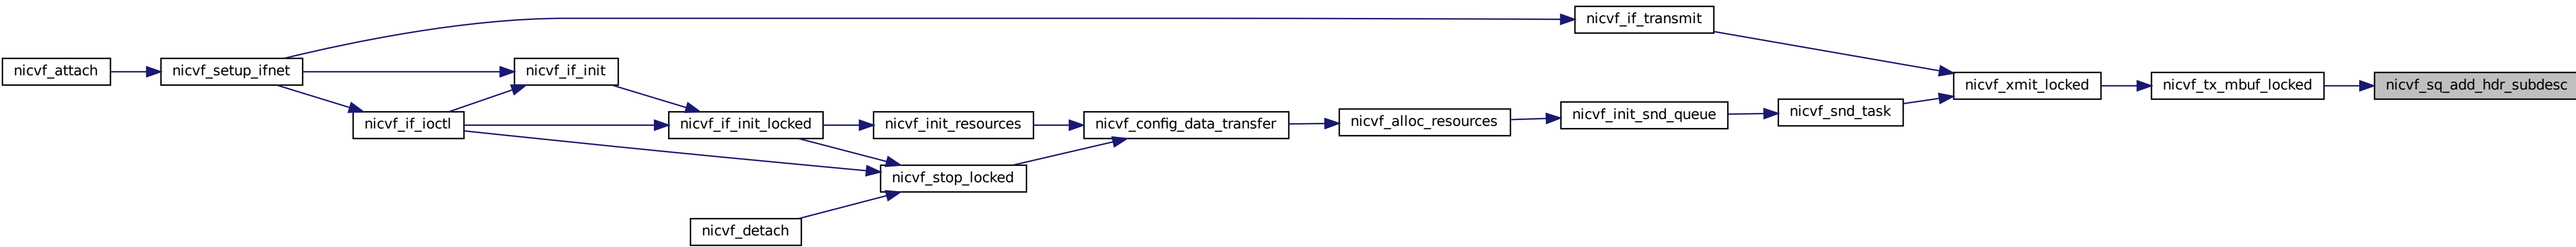 nicvf_if_transmit
nicvf_attach
nicvf_setup_ifnet
nicvf_if_init
nicvf_xmit_locked
nicvf_tx_mbuf_locked
nicvf_sq_add_hdr_subdesc
nicvf_if_ioctl
nicvf_if_init_locked
nicvf_init_resources
nicvf_config_data_transfer
nicvf_alloc_resources
nicvf_init_snd_queue
nicvf_snd_task
nicvf_stop_locked
nicvf_detach